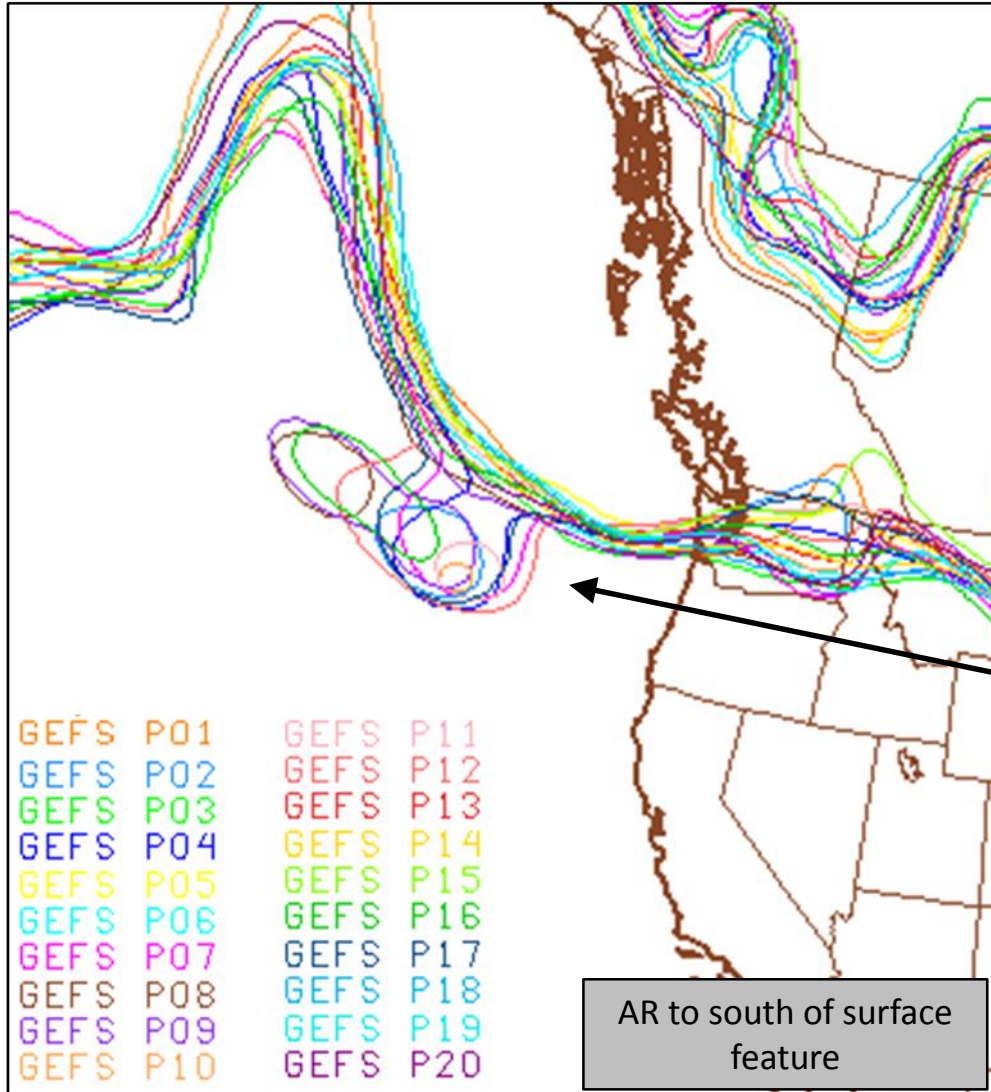 GEFS P01
GEFS P02
GEFS P03
GEFS P04
GEFS P05
GEFS P06
GEFS P07
GEFS P08
GEFS P09
GEFS P10
GEFS P11
GEFS P12
GEFS P13
GEFS P14
GEFS P15
GEFS P16
GEFS P17
GEFS P18
GEFS P19
GEFS P20
AR to south of surface
feature